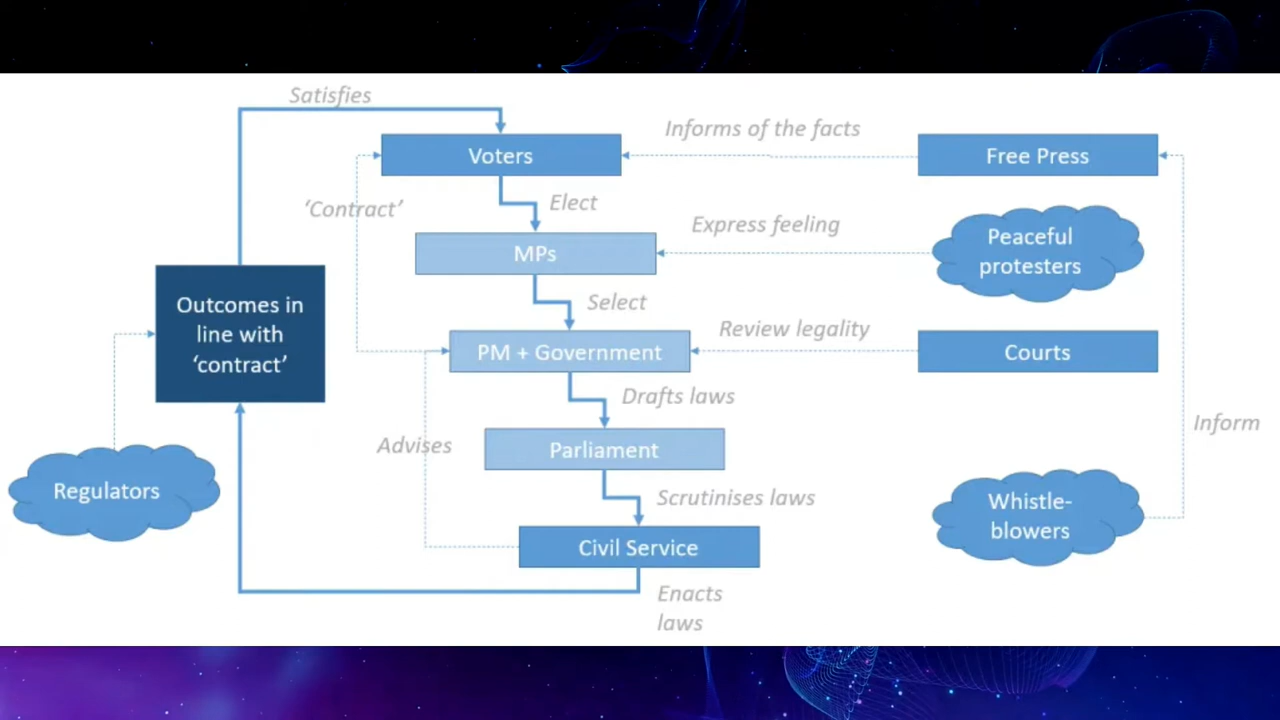 Satisfies
Voters
Informs of the facts
Free Press
'Contract'
Elect
Express feeling
Peaceful
protesters
MPs
Select
Outcomes in
line with
'contract'
Review legality
PM + Government
Courts
Drafts laws
Inform
Advises
Parliament
Regulators
Scrutinises laws
Whistle-
blowers
Civil Service
Enacts
laws